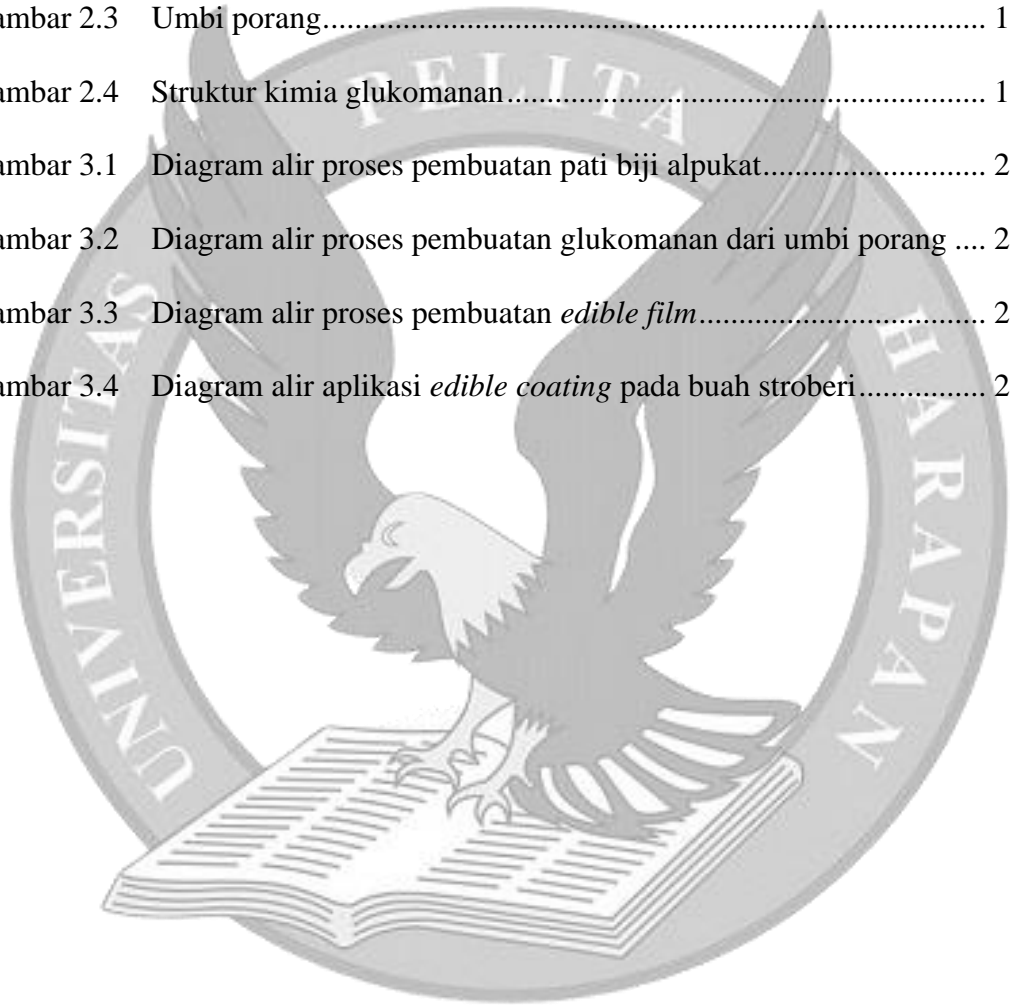 ambar 2.3 Umbi porang....................................................................................... 1
ambar 2.4 Struktur kimia glukomanan............................................................... 1
ambar 3.1 Diagram alir proses pembuatan pati biji alpukat............................. 2
ambar 3.2 Diagram alir proses pembuatan glukomanan dari umbi porang .... 2
ambar 3.3 Diagram alir proses pembuatan edible film..................................... 2
ambar 3.4 Diagram alir aplikasi edible coating pada buah stroberi................ 2
UNIVERSITAS PELITA HARAPAN